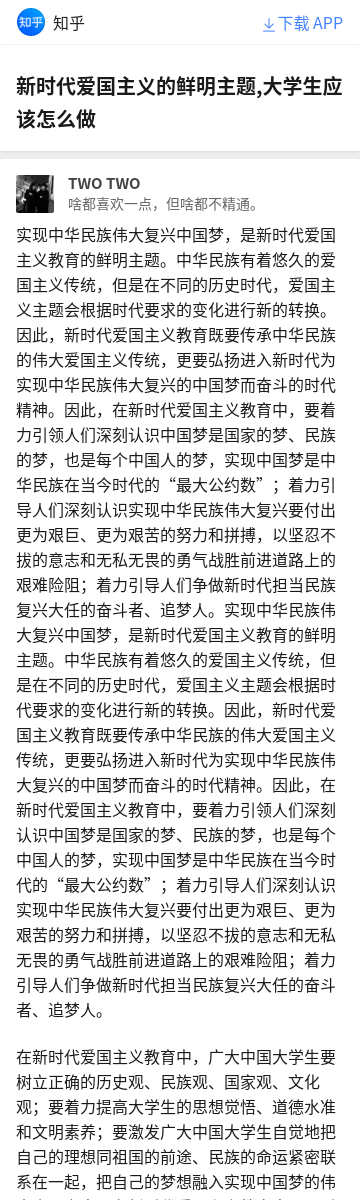 知乎 知乎 下载 APP
新时代爱国主义的鲜明主题,大学生应
该怎么做
TWO TWO
啥都喜欢一点，但啥都不精通。
实现中华民族伟大复兴中国梦，是新时代爱国
主义教育的鲜明主题。中华民族有着悠久的爱
国主义传统，但是在不同的历史时代，爱国主
义主题会根据时代要求的变化进行新的转换。
因此，新时代爱国主义教育既要传承中华民族
的伟大爱国主义传统，更要弘扬进入新时代为
实现中华民族伟大复兴的中国梦而奋斗的时代
精神。因此，在新时代爱国主义教育中，要着
力引领人们深刻认识中国梦是国家的梦、民族
的梦，也是每个中国人的梦，实现中国梦是中
华民族在当今时代的“最大公约数”；着力引
导人们深刻认识实现中华民族伟大复兴要付出
更为艰巨、更为艰苦的努力和拼搏，以坚忍不
拔的意志和无私无畏的勇气战胜前进道路上的
艰难险阻；着力引导人们争做新时代担当民族
复兴大任的奋斗者、追梦人。实现中华民族伟
大复兴中国梦，是新时代爱国主义教育的鲜明
主题。中华民族有着悠久的爱国主义传统，但
是在不同的历史时代，爱国主义主题会根据时
代要求的变化进行新的转换。因此，新时代爱
国主义教育既要传承中华民族的伟大爱国主义
传统，更要弘扬进入新时代为实现中华民族伟
大复兴的中国梦而奋斗的时代精神。因此，在
新时代爱国主义教育中，要着力引领人们深刻
认识中国梦是国家的梦、民族的梦，也是每个
中国人的梦，实现中国梦是中华民族在当今时
代的“最大公约数”；着力引导人们深刻认识
实现中华民族伟大复兴要付出更为艰巨、更为
艰苦的努力和拼搏，以坚忍不拔的意志和无私
无畏的勇气战胜前进道路上的艰难险阻；着力
引导人们争做新时代担当民族复兴大任的奋斗
者、追梦人。
在新时代爱国主义教育中，广大中国大学生要
树立正确的历史观、民族观、国家观、文化
观；要着力提高大学生的思想觉悟、道德水准
和文明素养；要激发广大中国大学生自觉地把
自己的理想同祖国的前途、民族的命运紧密联
系在一起，把自己的梦想融入实现中国梦的伟